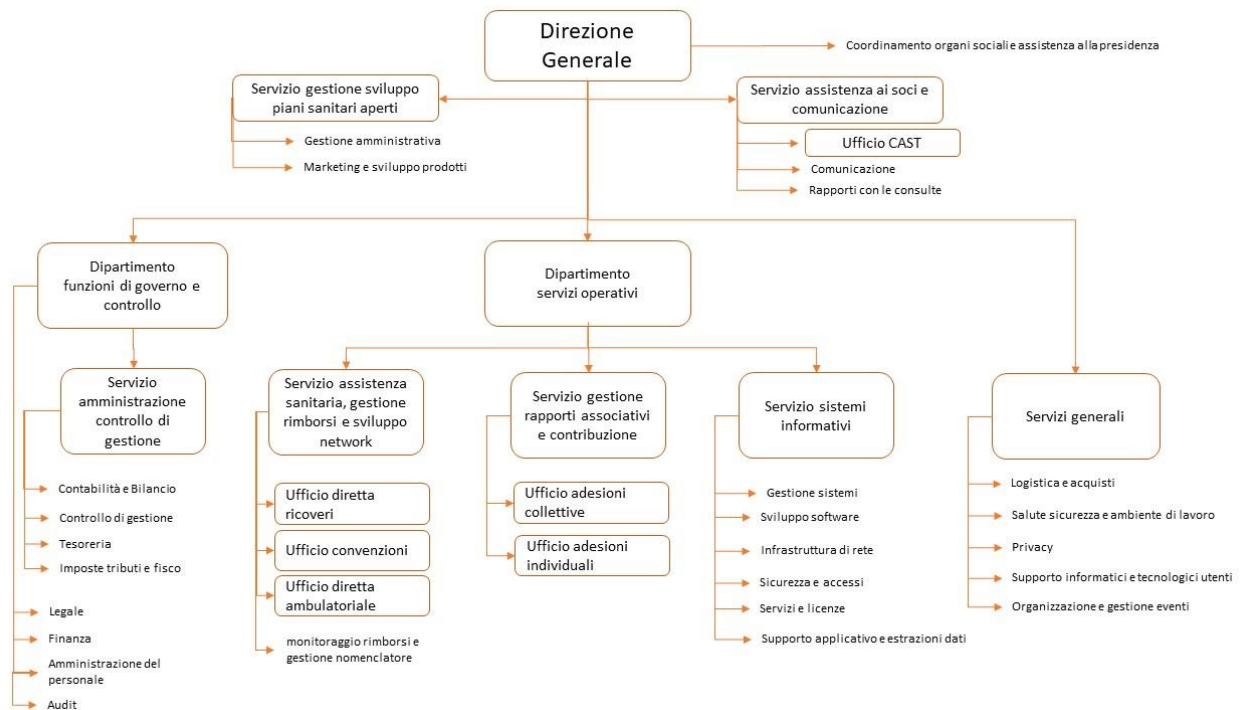 Direzione
Generale
Coordinamento organi sociali e assistenza alla presidenza
Servizio gestione sviluppo
piani sanitari aperti
Gestione amministrativa
Marketing e sviluppo prodotti
Servizio assistenza ai soci e
comunicazione
Ufficio CAST
Comunicazione
Rapporti con le consulte
Dipartimento
funzioni di governo e
controllo
Dipartimento
servizi operativi
Servizio
amministrazione
controllo di
gestione
Contabilità e Bilancio
Controllo di gestione
Tesoreria
Imposte tributi e fisco
Legale
Finanza
Amministrazione del
personale
Audit
Servizio assistenza
sanitaria, gestione
rimborsi e sviluppo
network
Ufficio diretta
ricoveri
Ufficio convenzioni
Ufficio diretta
ambulatoriale
monitoraggio rimborsi e
gestione nomenclatore
Servizio gestione
rapporti associativi
e contribuzione
Ufficio adesioni
collettive
Ufficio adesioni
individuali
Servizio sistemi
informativi
Gestione sistemi
Sviluppo software
Infrastruttura di rete
Sicurezza e accessi
Servizi e licenze
Supporto applicativo e estrazioni dati
Servizi generali
Logistica e acquisti
Salute sicurezza e ambiente di lavoro
Privacy
Supporto informatici e tecnologici utenti
Organizzazione e gestione eventi